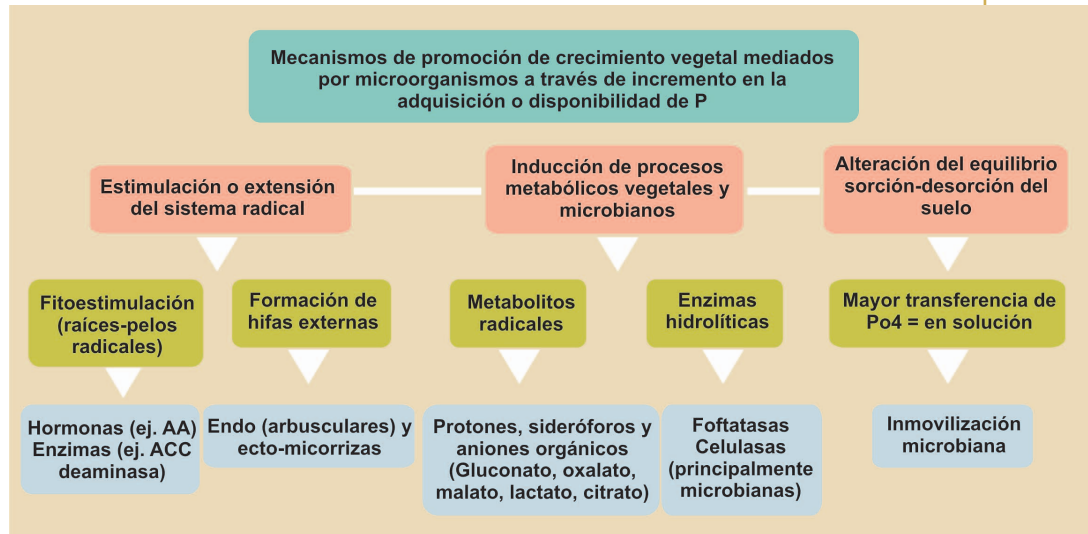 Mecanismos de promoción de crecimiento vegetal mediados
por microorganismos a través de incremento en la
adquisición o disponibilidad de P
Estimulación o extensión
del sistema radical
Inducción de procesos
metabólicos vegetales y
microbianos
Alteración del equilibrio
sorción-desorción del
suelo
Fitoestimulación
(raíces-pelos
radicales)
Formación de
hifas externas
Metabolitos
radicales
Enzimas
hidrolíticas
Mayor transferencia de
Po4 = en solución
Hormonas (ej. AA)
Enzimas (ej. ACC
deaminasa)
Endo (arbusculares) y
ecto-micorrizas
Protones, sideróforos y
aniones orgánicos
(Gluconato, oxalato,
malato, lactato, citrato)
Foftatasas
Celulasas
(principalmente
microbianas)
Inmovilización
microbiana